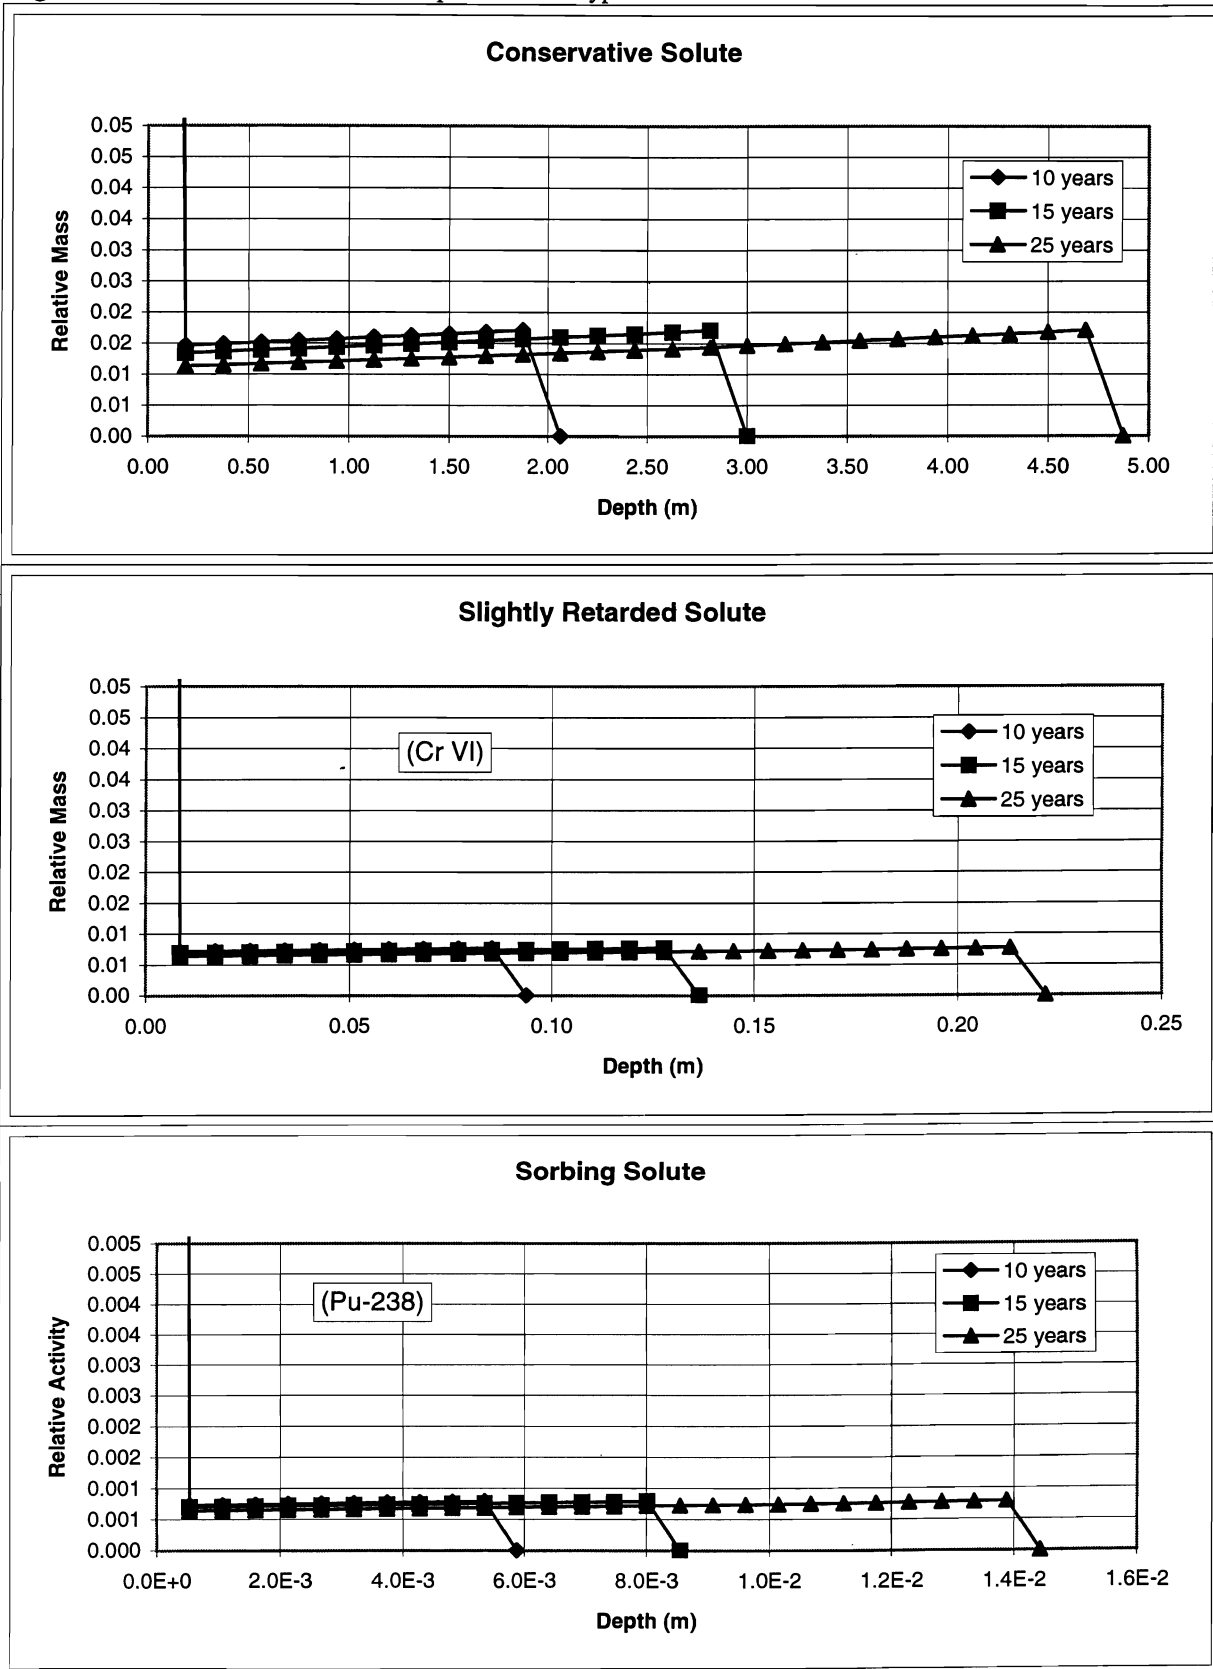 Conservative Solute
0.05
0.05
0.04
0.04
0.03
0.03
0.02
0.02
0.01
0.01
0.00
Relative Mass
10 years
15 years
25 years
0.00 0.50 1.00 1.50 2.00 2.50 3.00 3.50 4.00 4.50 5.00
Depth (m)
Slightly Retarded Solute
0.05
0.05
0.04
0.04
0.03
0.03
0.02
0.02
0.01
0.01
0.00
Relative Mass
(Cr VI)
10 years
15 years
25 years
0.00 0.05 0.10 0.15 0.20 0.25
Depth (m)
Sorbing Solute
0.005
0.005
0.004
0.004
0.003
0.003
0.002
0.002
0.001
0.001
0.000
Relative Activity
(Pu-238)
10 years
15 years
25 years
0.0E+0 2.0E-3 4.0E-3 6.0E-3 8.0E-3 1.0E-2 1.2E-2 1.4E-2 1.6E-2
Depth (m)